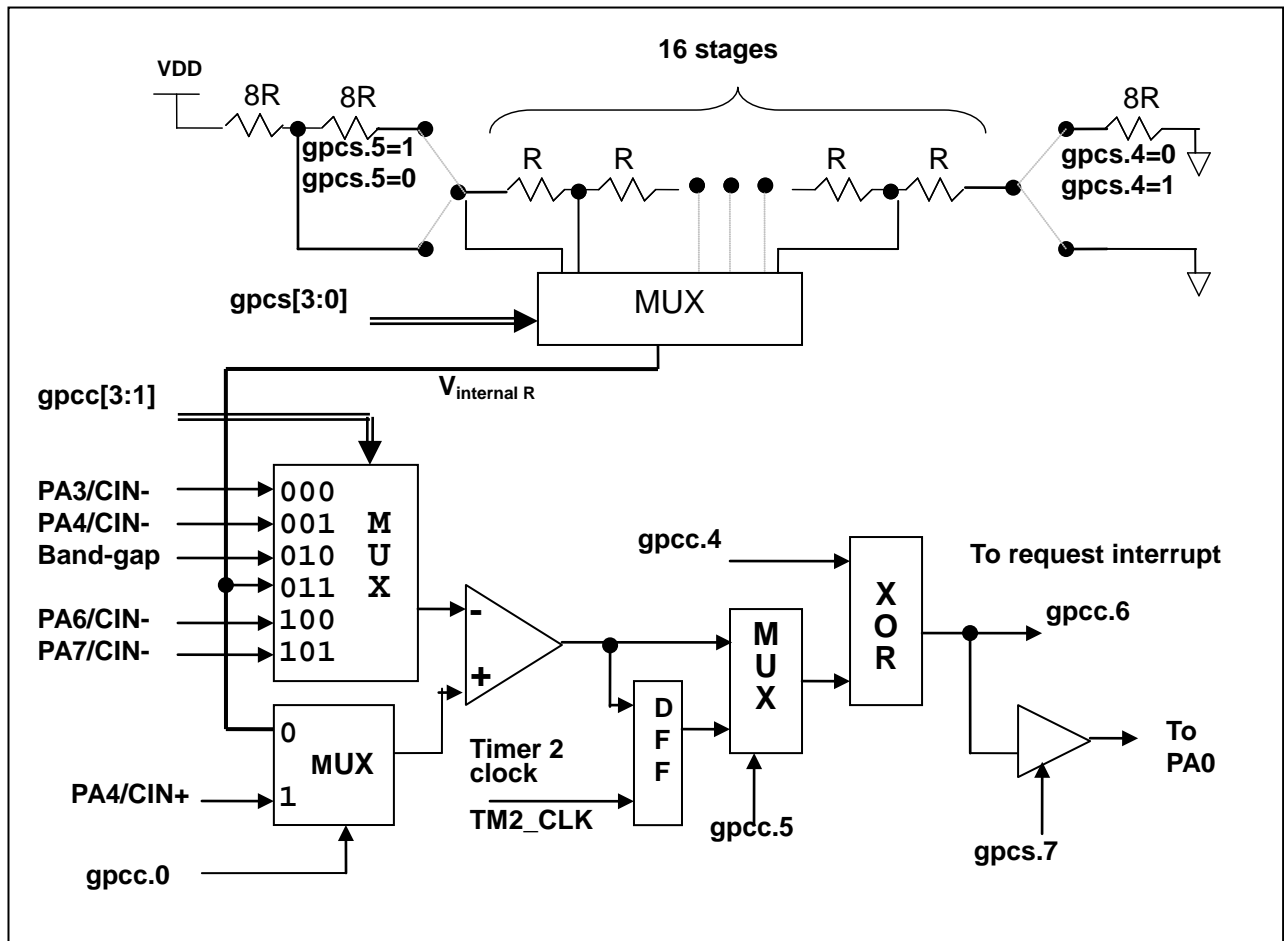 16 stages
VDD
8R
8R
8R
gpcs.5=1
gpcs.5=0
R
R
R
R
gpcs.4=0
gpcs.4=1
gpcs[3:0]
MUX
Vinternal R
gpcc[3:1]
PA3/CIN-
000
PA4/CIN-
001
Band-gap
010
011
PA6/CIN-
100
PA7/CIN-
101
M
U
X
-
+
gpcc.4
To request interrupt
X
O
R
gpcc.6
M
U
X
D
F
F
0
MUX
1
PA4/CIN+
gpcc.0
Timer 2
clock
TM2_CLK
gpcc.5
To
PA0
gpcs.7